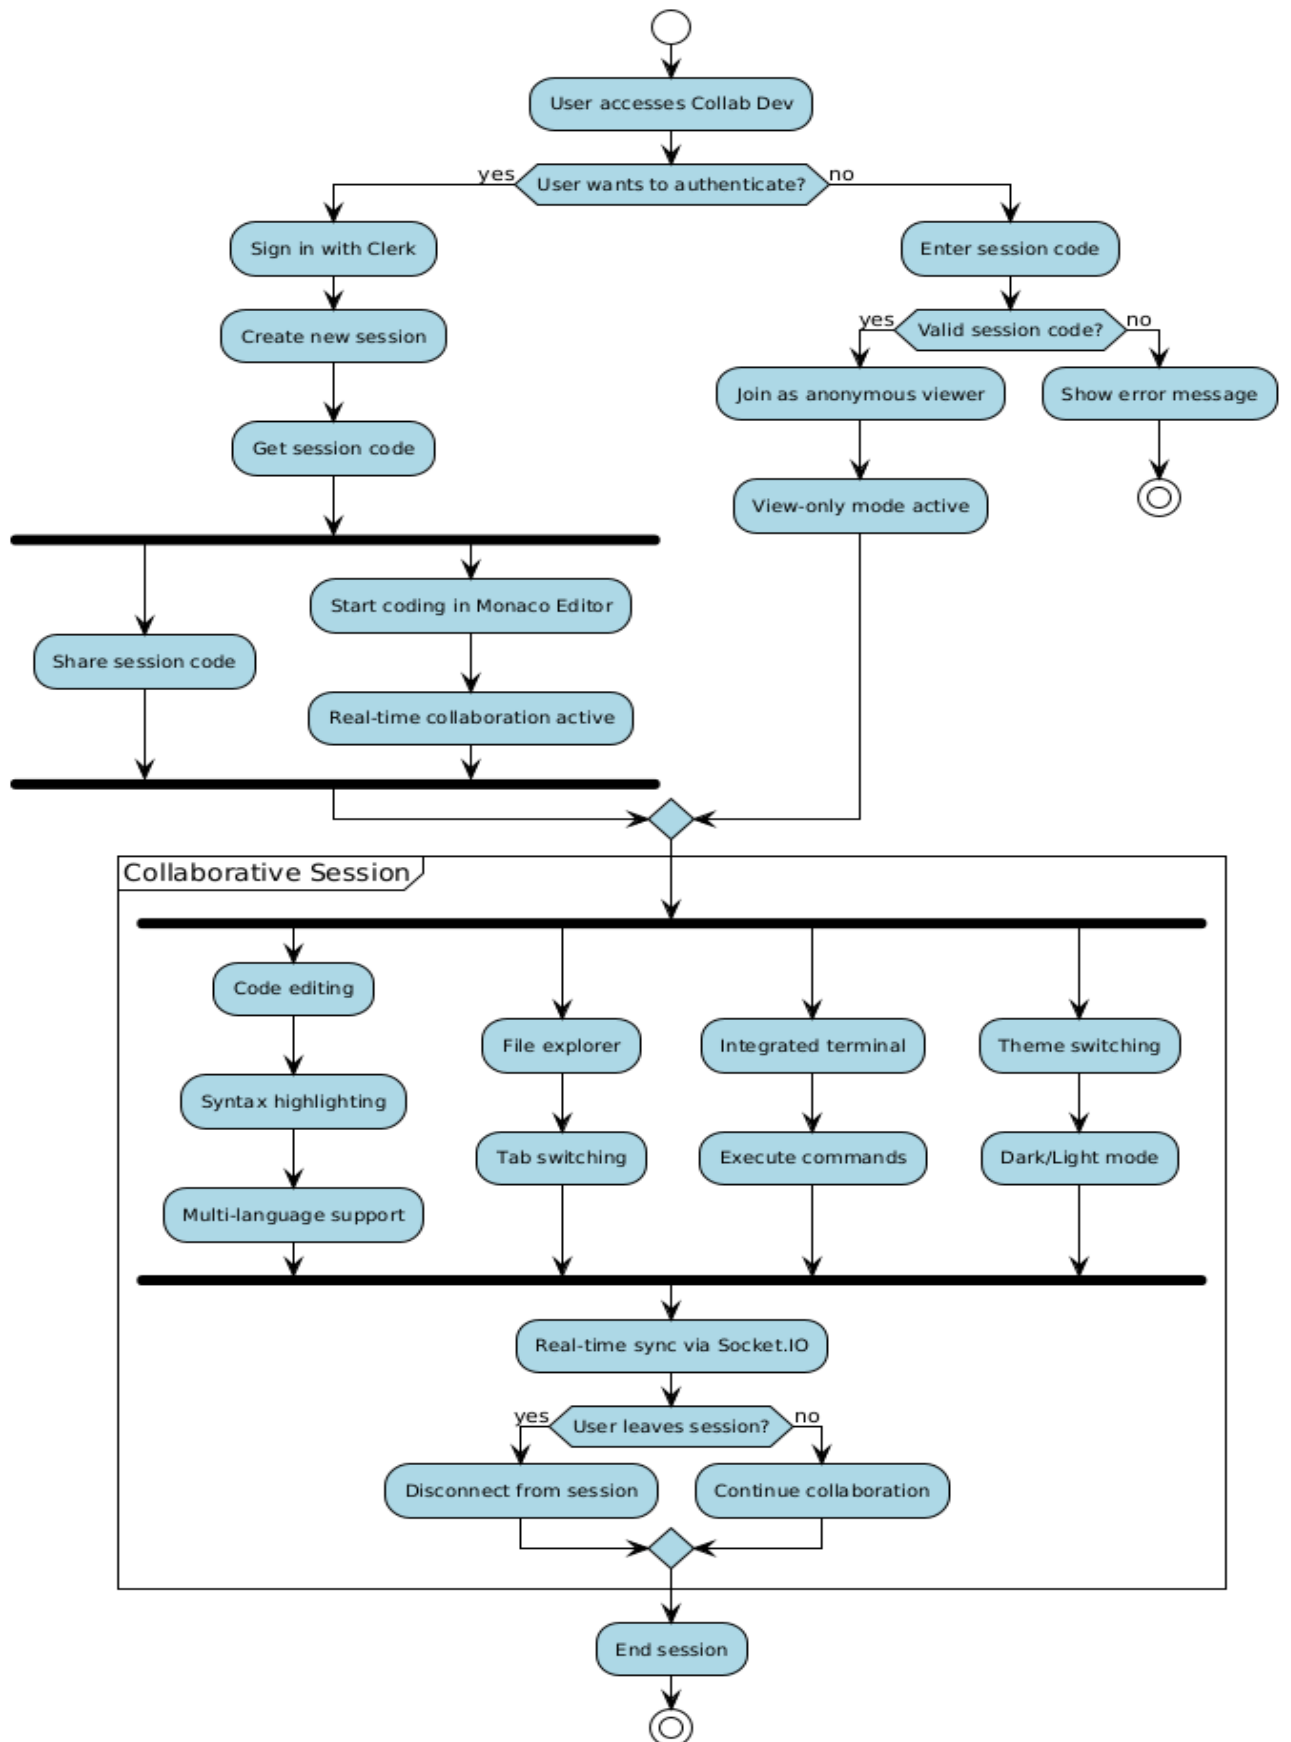 User accesses Collab Dev
yes
User wants to authenticate?
no
Sign in with Clerk
Enter session code
Create new session
yes
Valid session code?
no
Join as anonymous viewer
Show error message
Get session code
View-only mode active
Start coding in Monaco Editor
Share session code
Real-time collaboration active
Collaborative Session
Code editing
File explorer
Integrated terminal
Theme switching
Syntax highlighting
Tab switching
Execute commands
Dark/Light mode
Multi-language support
Real-time sync via Socket.IO
yes
User leaves session?
no
Disconnect from session
Continue collaboration
End session